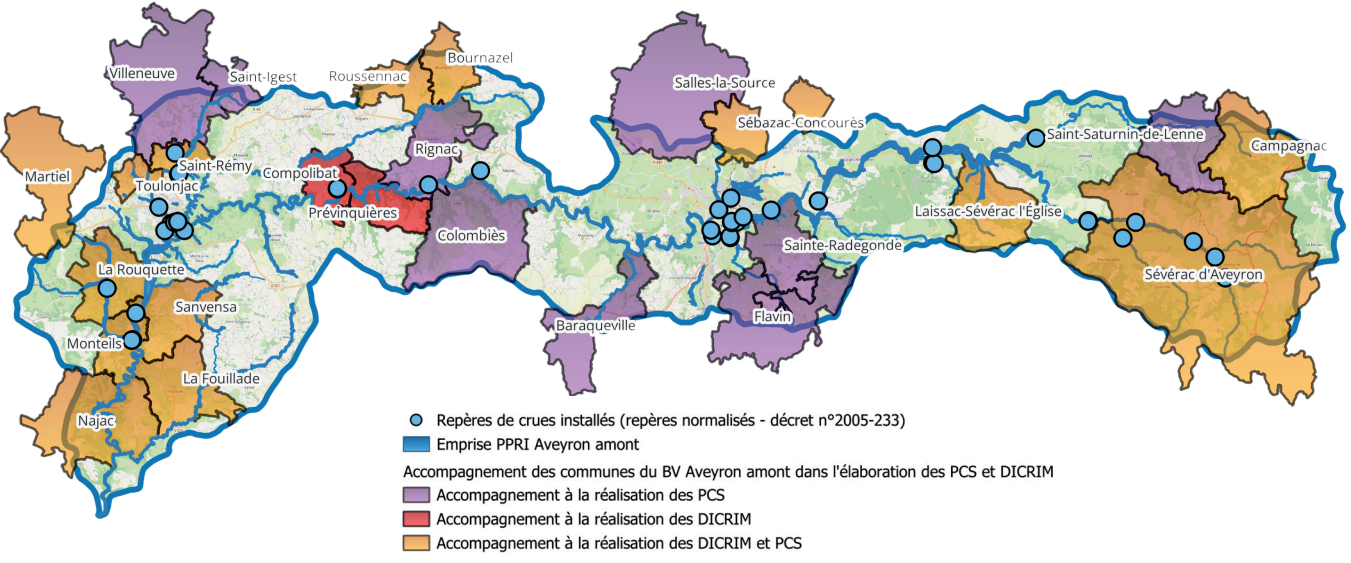 Bournazel
Villeneuve
Saint-Igest
Roussennac
Salles-la-Source
Sébazac-Concourès
Saint-Saturnin-de-Lenne
Campagnac
Rignac
Saint-Rémy
Compolibat
Martiel
Toulonjac
Prévinquières
Laissac-Sévérac l'Église
Colombiès
Sainte-Radegonde
La Rouquette
Sévérac d'Aveyron
Sanvensa
Flavin
Baraqueville
Monteils
La Fouillade
Najac
Repères de crues installés (repères normalisés - décret n°2005-233)
Emprise PPRI Aveyron amont
Accompagnement des communes du BV Aveyron amont dans l'élaboration des PCS et DICRIM
Accompagnement à la réalisation des PCS
Accompagnement à la réalisation des DICRIM
Accompagnement à la réalisation des DICRIM et PCS